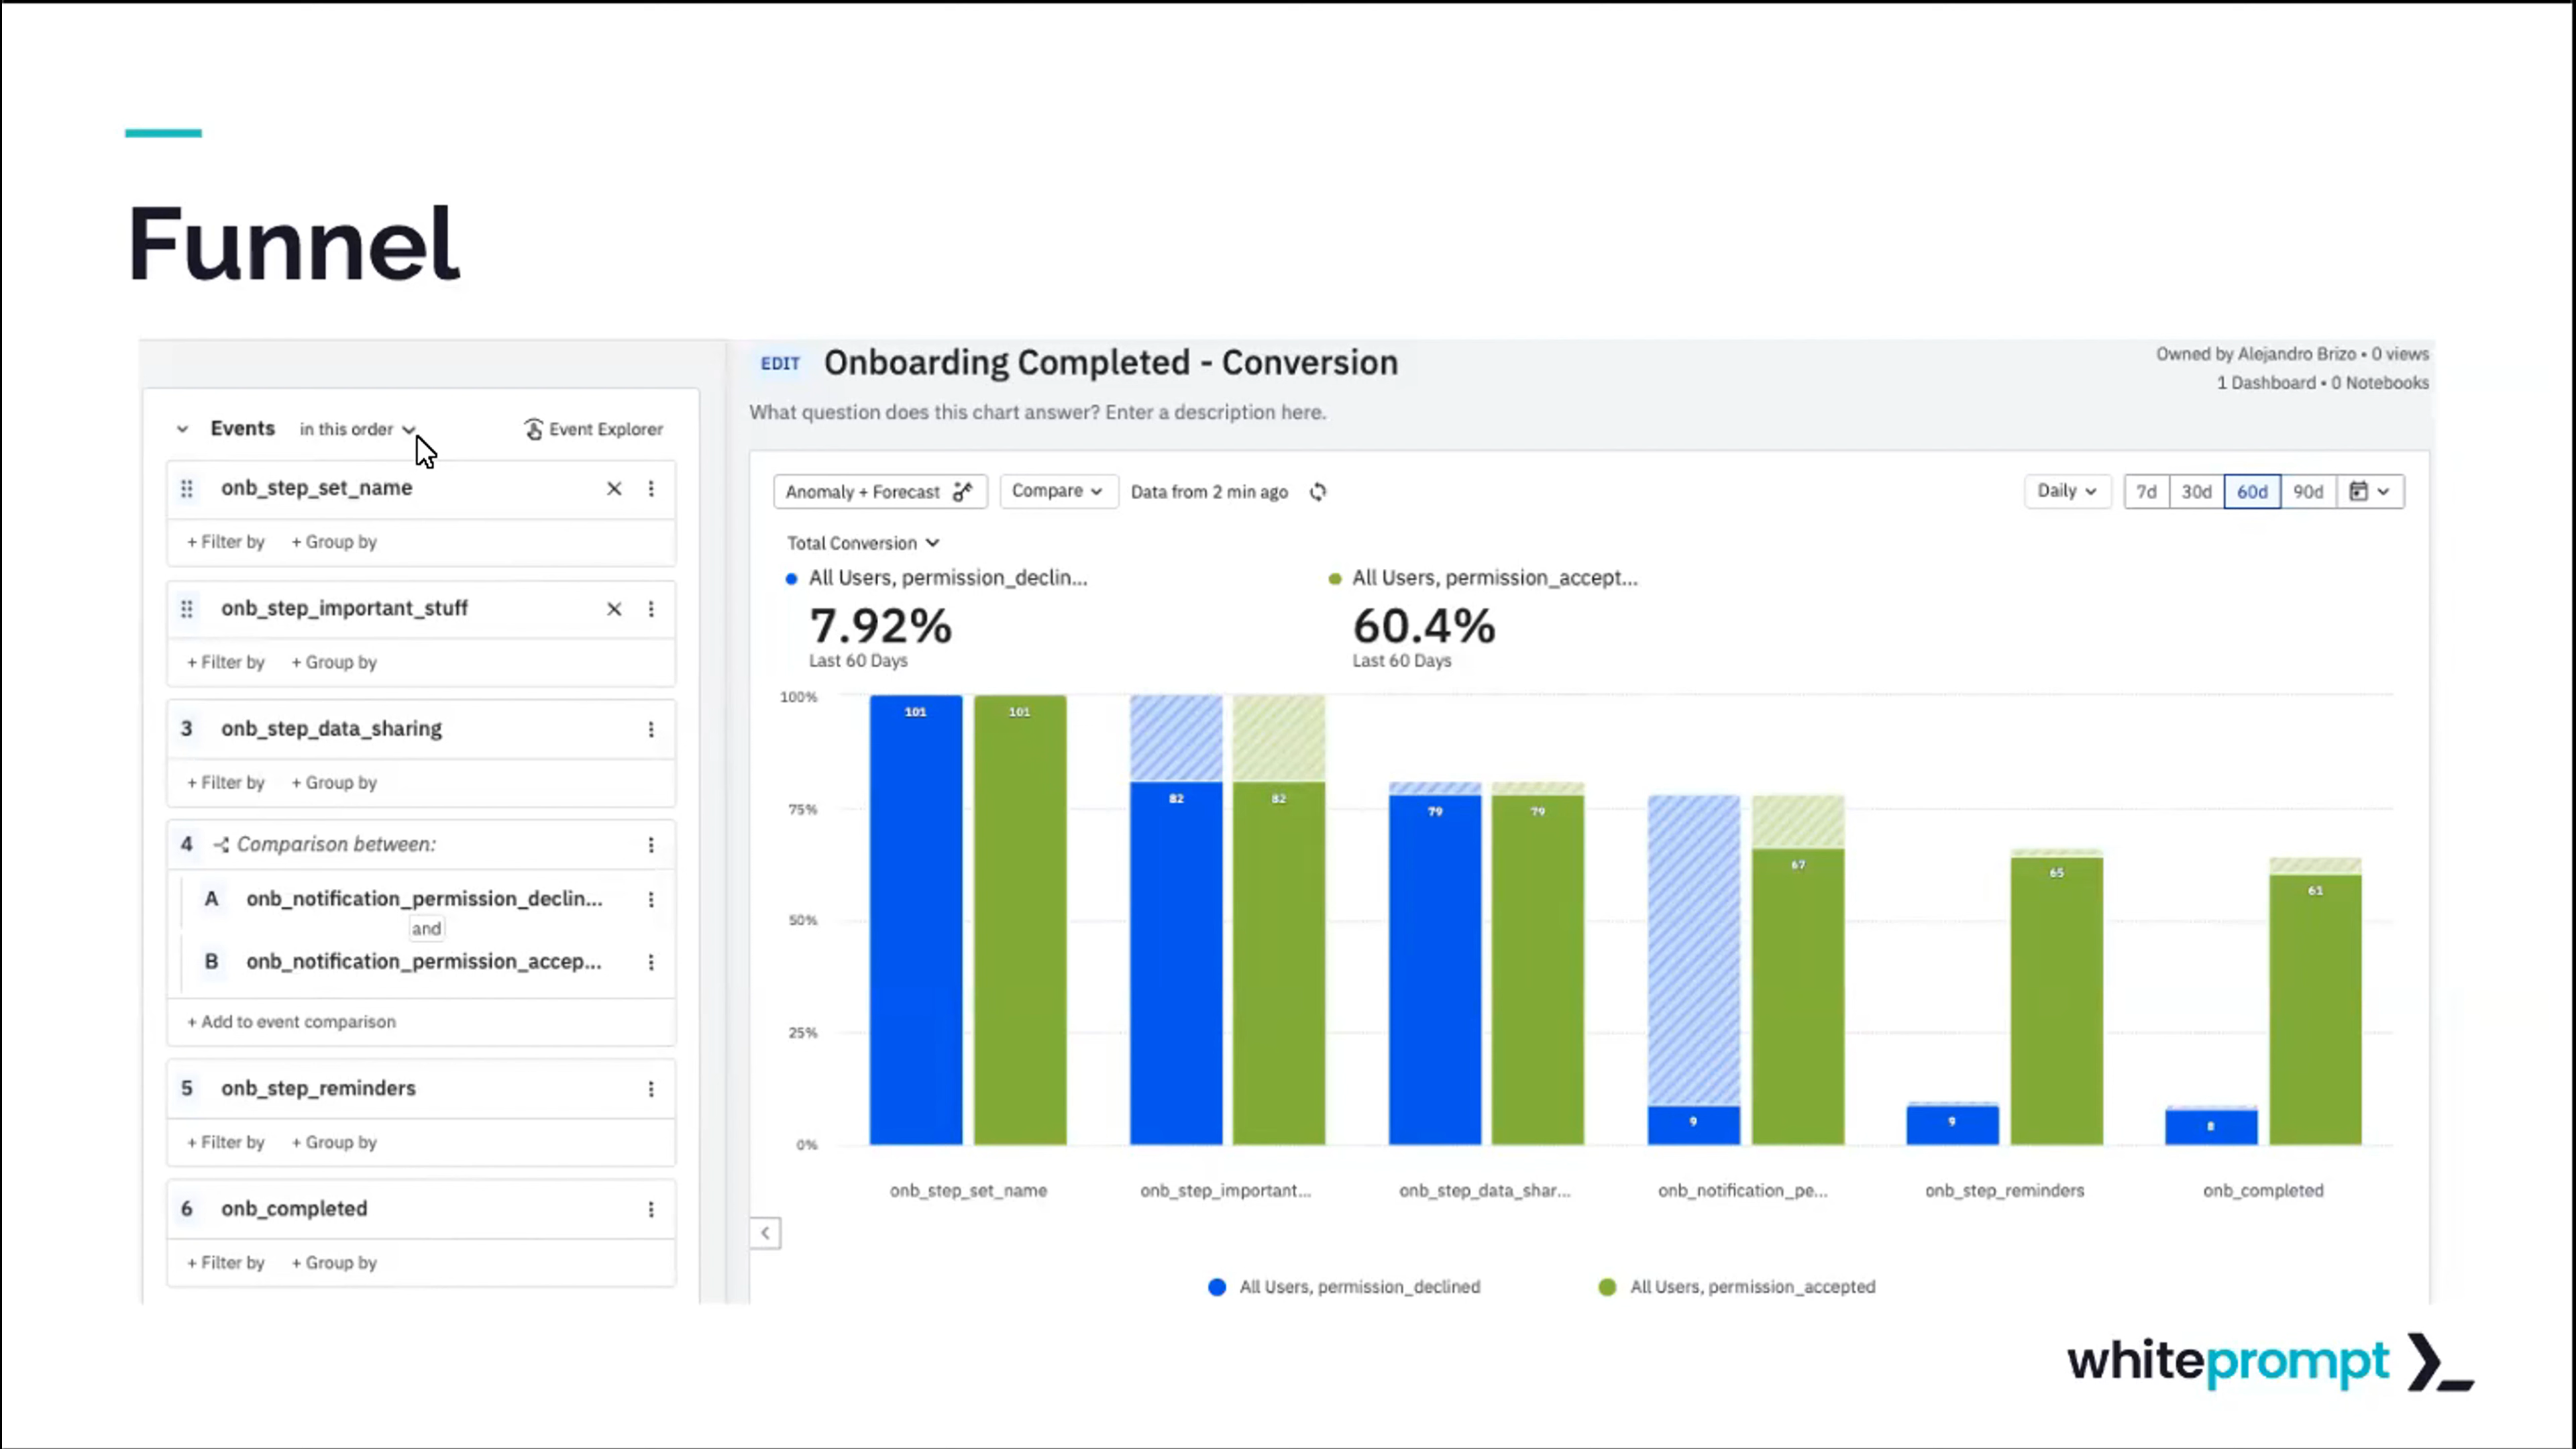 Funnel
Events in this order Event Explorer
onb_step_set_name
+ Filter by + Group by
onb_step_important_stuff
+ Filter by + Group by
3 onb_step_data_sharing
+ Filter by + Group by
4 Comparison between:
A onb_notification_permission_declin...
and
B onb_notification_permission_accep...
+ Add to event comparison
5 onb_step_reminders
+ Filter by + Group by
6 onb_completed
+ Filter by + Group by
EDIT Onboarding Completed - Conversion
What question does this chart answer? Enter a description here.
Owned by Alejandro Brizo • 0 views
1 Dashboard • 0 Notebooks
Anomaly + Forecast Compare Data from 2 min ago Daily 7d 30d 60d 90d
Total Conversion
All Users, permission_declin... All Users, permission_accept...
7.92% 60.4%
Last 60 Days Last 60 Days
100%
75%
50%
25%
0%
101 101
82 82
79 79
9 67
9 65
8 61
onb_step_set_name onb_step_important... onb_step_data_shar... onb_notification_pe... onb_step_reminders onb_completed
All Users, permission_declined All Users, permission_accepted
whiteprompt